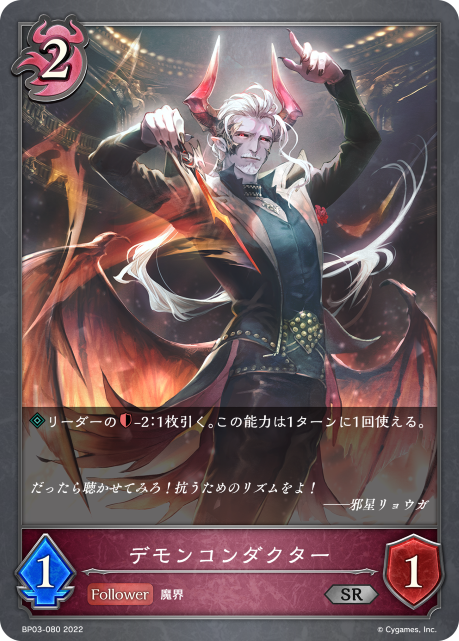 2
リーダーの-2:1枚引く。この能力は1ターンに1回使える。
だったら聴かせてみろ!抗うためのリズムをよ!
――邪星リョウガ
デモンコンダクター
1
Follower 魔界
SR
1
BP03-080 2022
© Cygames, Inc.